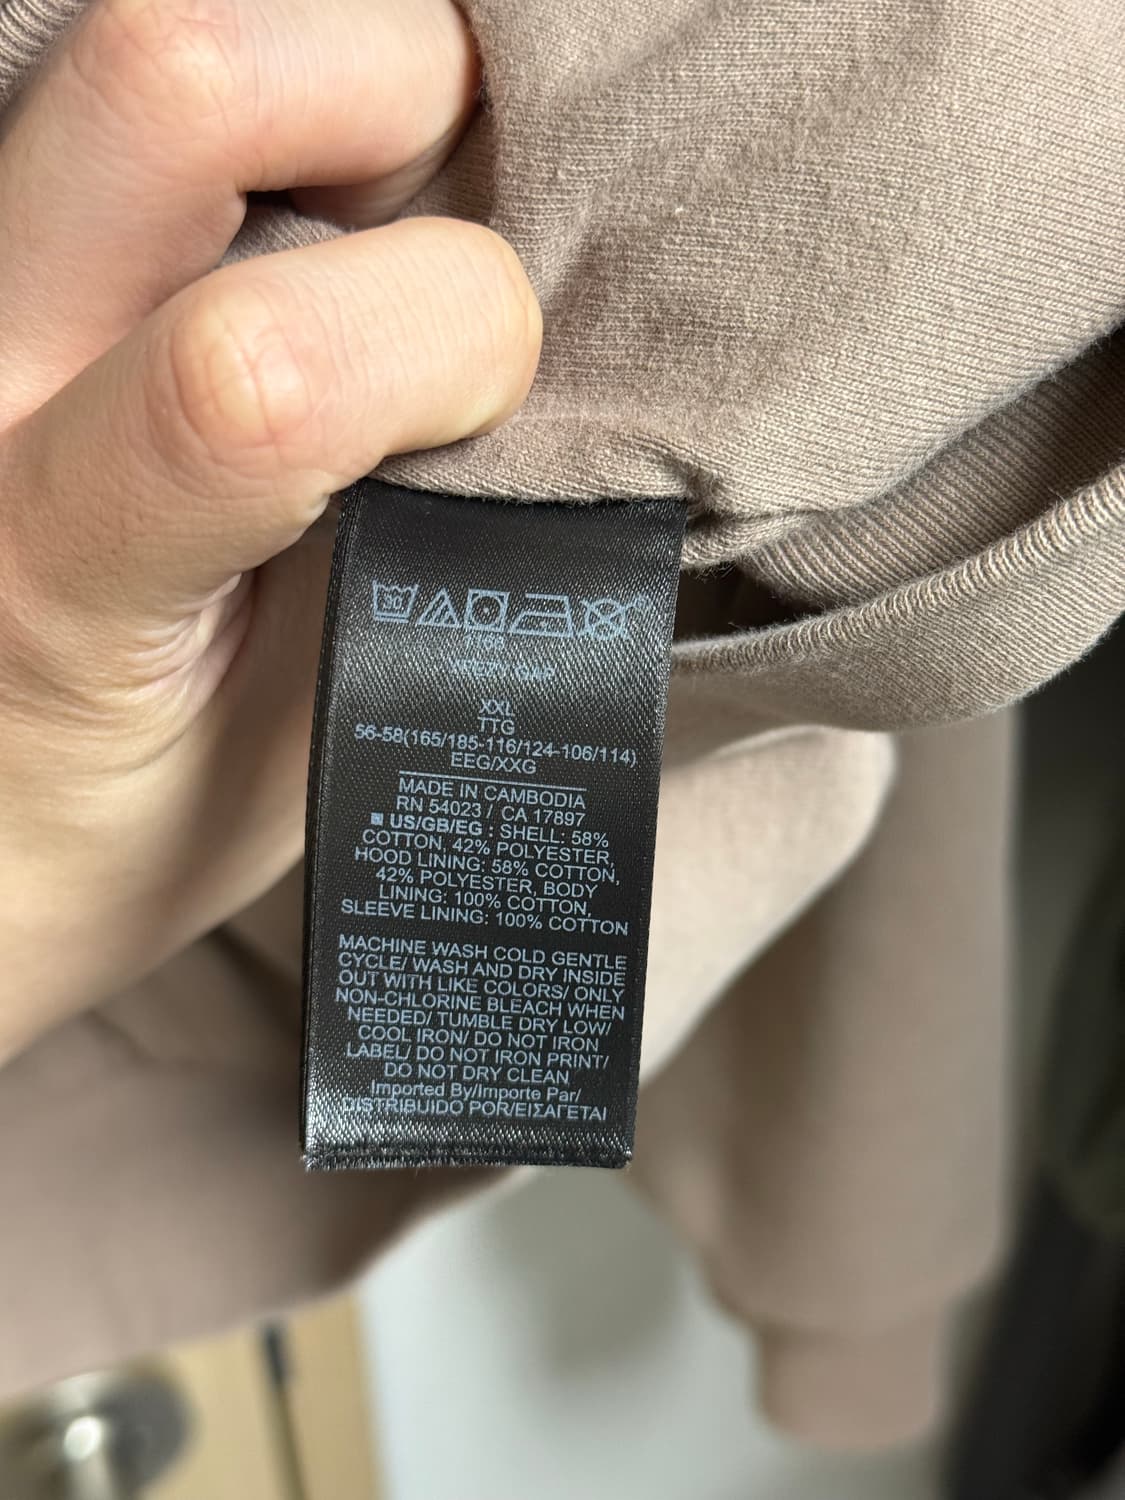 30
XXL
TTG
56-58(165/185-116/124-106/114)
EEG/XXG
MADE IN CAMBODIA
RN 54023 / CA 17897
US/GB/EG : SHELL: 58%
COTTON, 42% POLYESTER,
HOOD LINING: 58% COTTON,
42% POLYESTER, BODY
LINING: 100% COTTON,
SLEEVE LINING: 100% COTTON
MACHINE WASH COLD GENTLE
CYCLE/ WASH AND DRY INSIDE
OUT WITH LIKE COLORS/ ONLY
NON-CHLORINE BLEACH WHEN
NEEDED/ TUMBLE DRY LOW/
COOL IRON/ DO NOT IRON
LABEL/ DO NOT IRON PRINT/
DO NOT DRY CLEAN
Imported By/Importe Par/
DISTRIBUIDO POR/ΕΙΣΑΓΕΤΑΙ